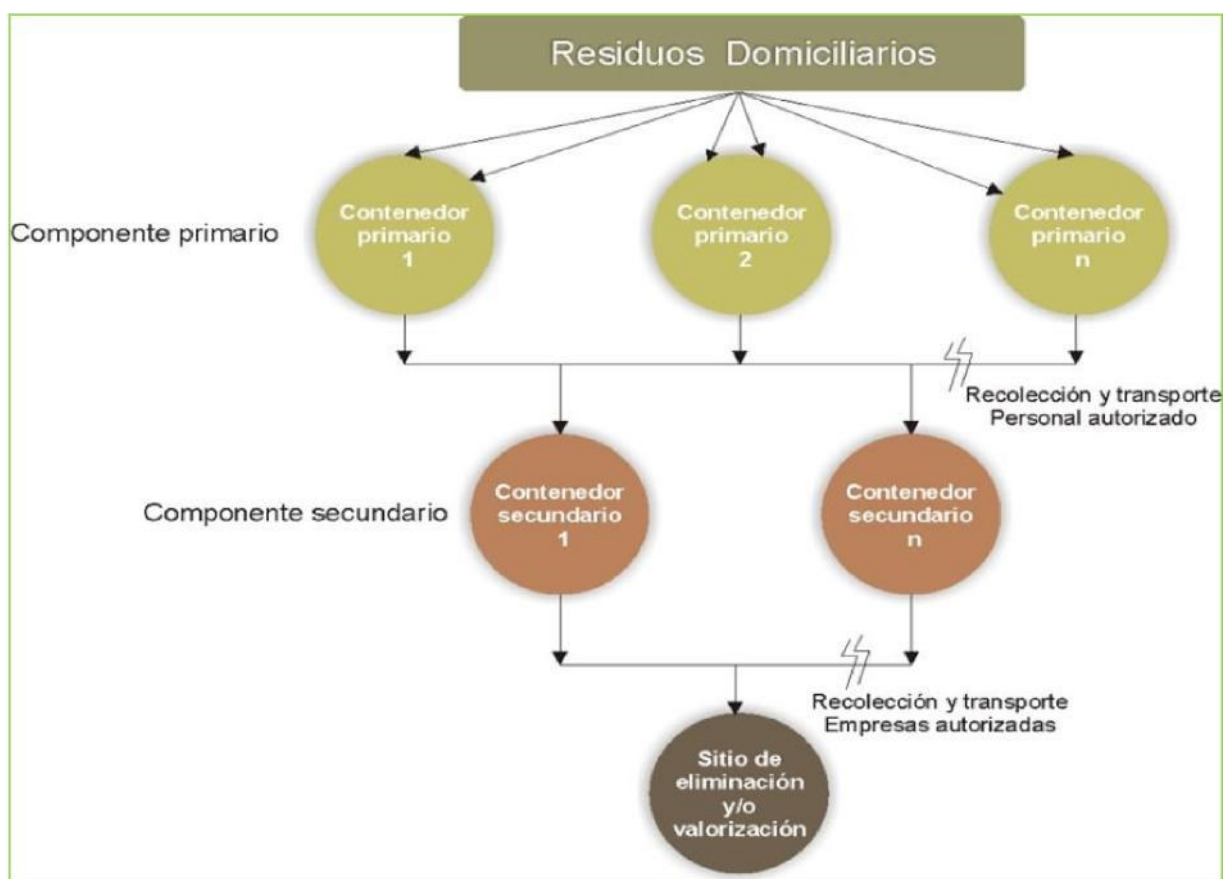 Residuos Domiciliarios
Componente primario
Contenedor
primario
1
Contenedor
primario
2
Contenedor
primario
n
Recolección y transporte
Personal autorizado
Componente secundario
Contenedor
secundario
1
Contenedor
secundario
n
Recolección y transporte
Empresas autorizadas
Sitio de
eliminación
y/o
valorización